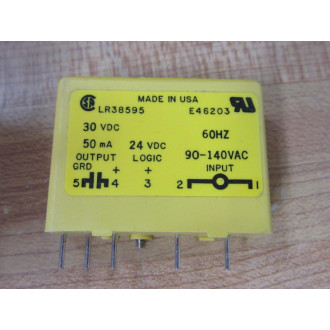 MADE IN USA
LR38595 E46203
30 VDC 60HZ
50 mA 24 VDC 90-140VAC
OUTPUT LOGIC INPUT
GRD + +
5 4 3 2 1